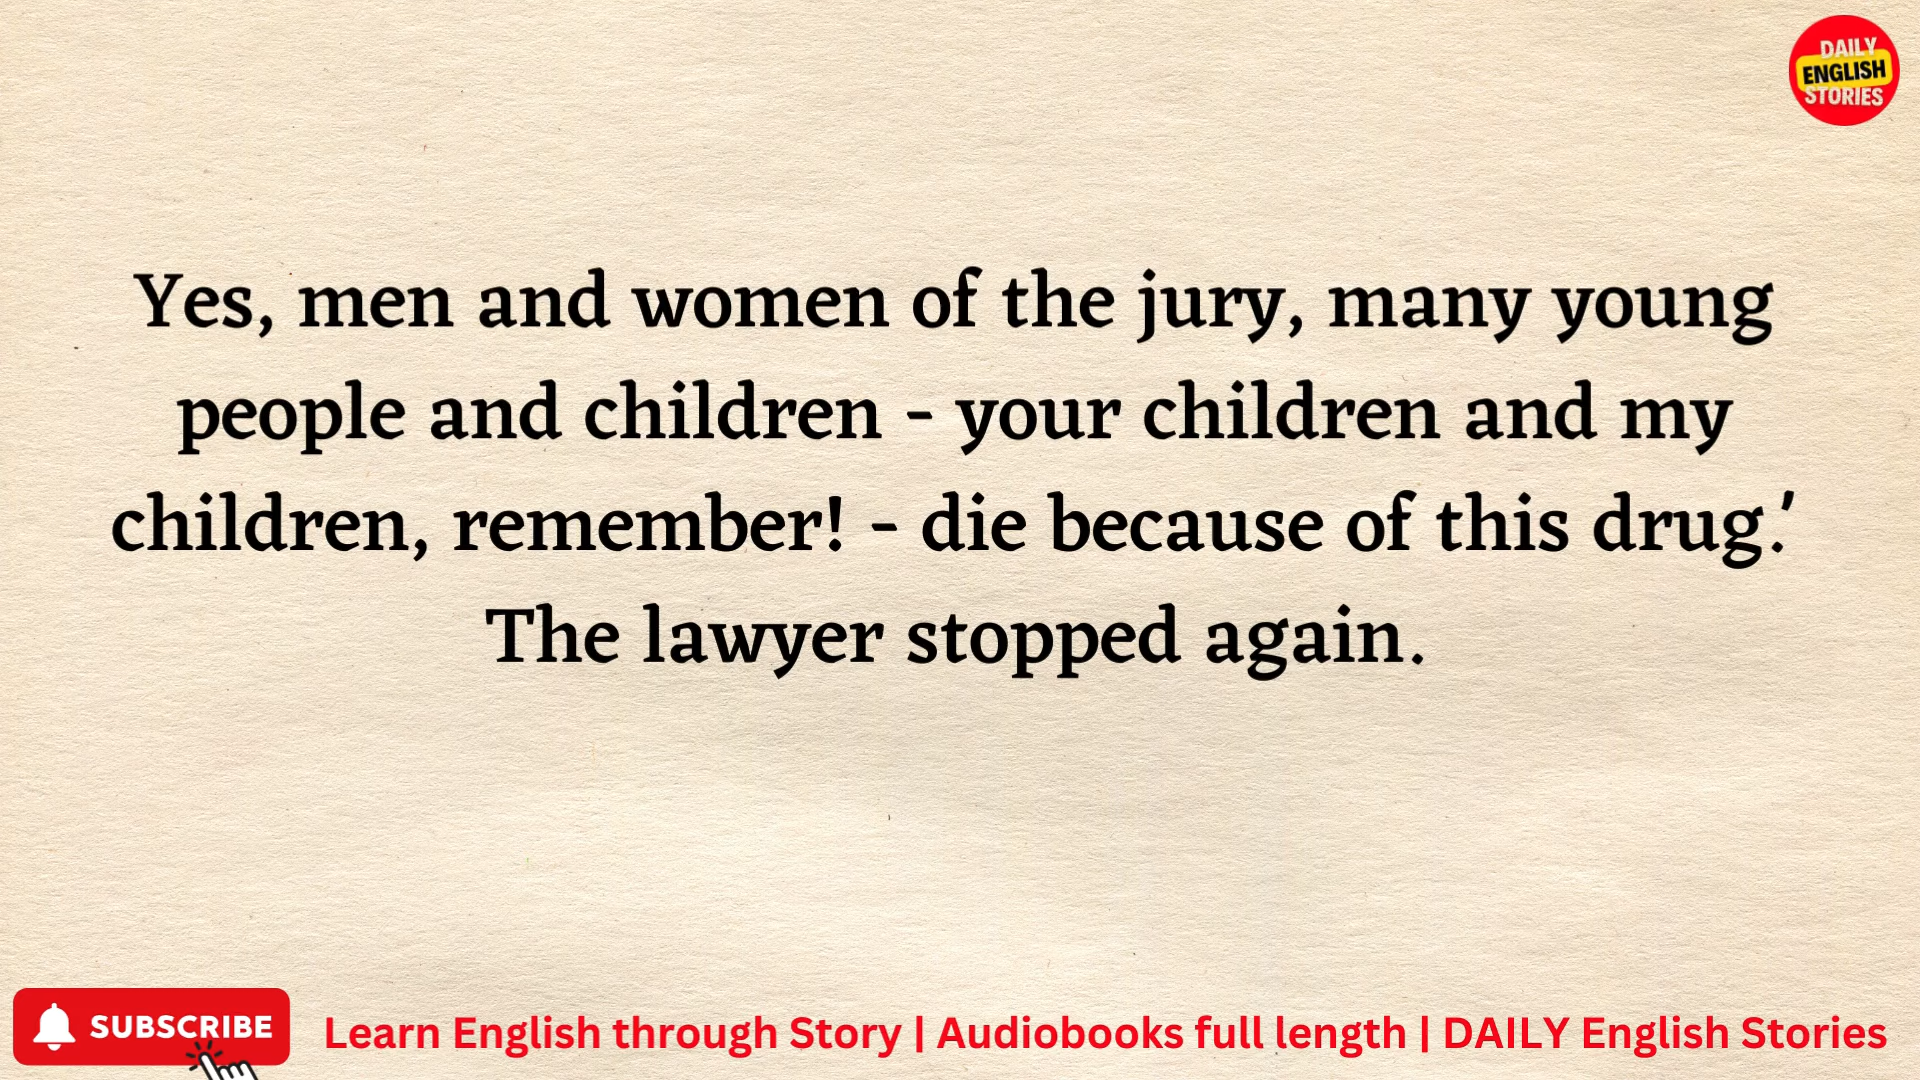 DAILY
ENGLISH
STORIES
Yes, men and women of the jury, many young
people and children - your children and my
children, remember! - die because of this drug.'
The lawyer stopped again.
SUBSCRIBE
Learn English through Story | Audiobooks full length | DAILY English Stories